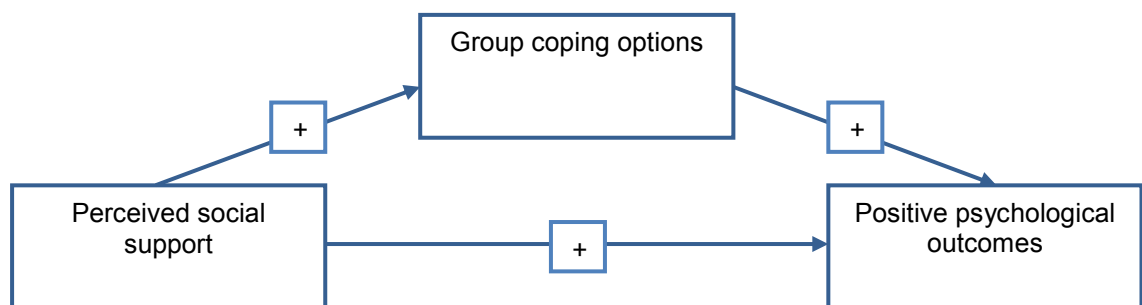 Group coping options
+
+
Perceived social
support
+
Positive psychological
outcomes